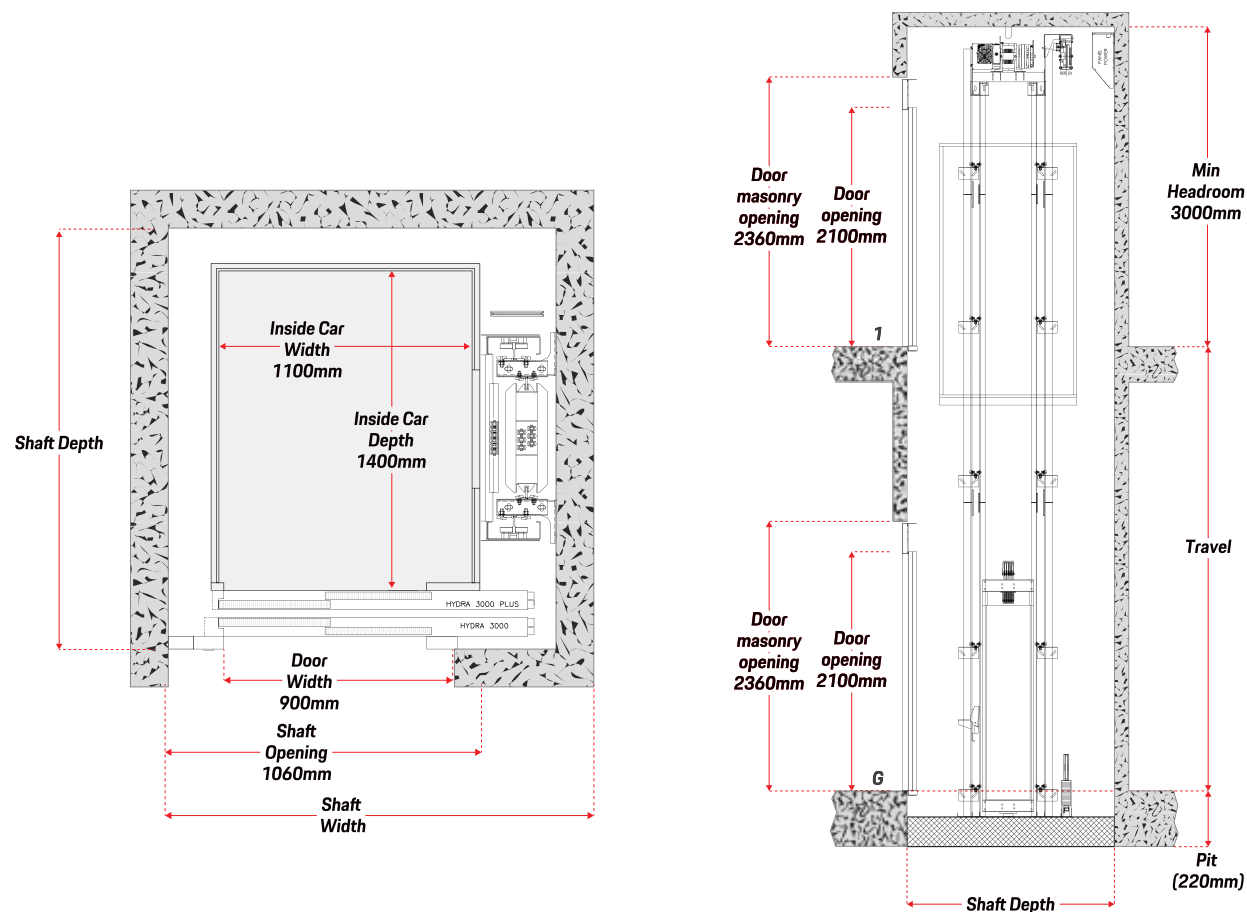 Inside Car
Width
1100mm
Inside Car
Depth
1400mm
Shaft Depth
HYDRA 3000 PLUS
HYDRA 3000
Door
Width
900mm
Shaft
Opening
1060mm
Shaft
Width
PANEL
POWER
Door
masonry
opening
2360mm
Door
opening
2100mm
Min
Headroom
3000mm
1
Travel
Door
masonry
opening
2360mm
Door
opening
2100mm
G
Pit
(220mm)
Shaft Depth